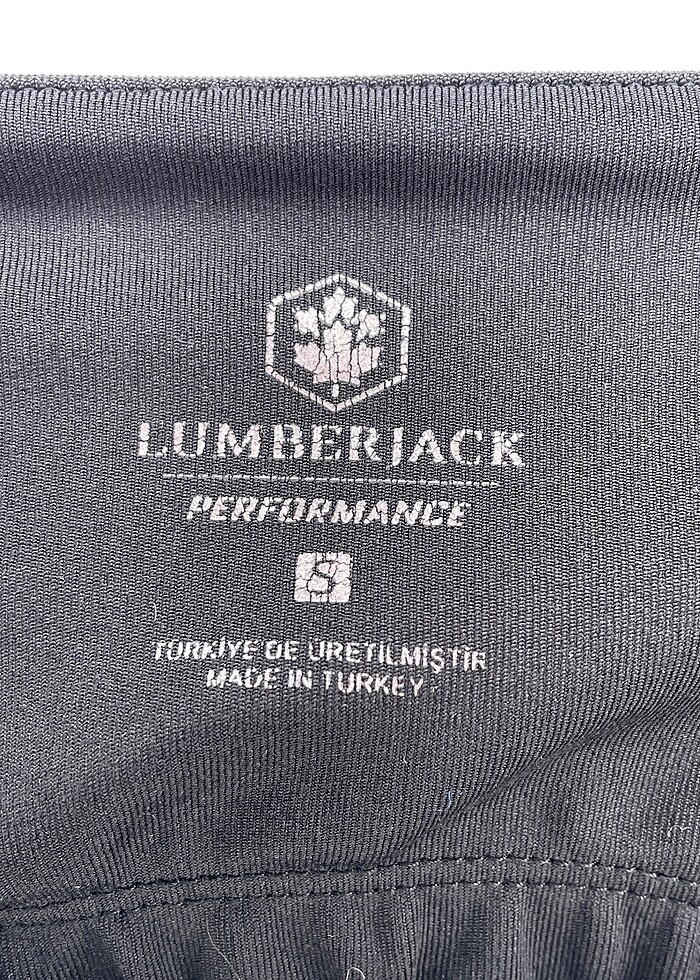 LUMBERJACK
PERFORMANCE
S
TÜRKİYE'DE ÜRETİLMİŞTİR
MADE IN TURKEY